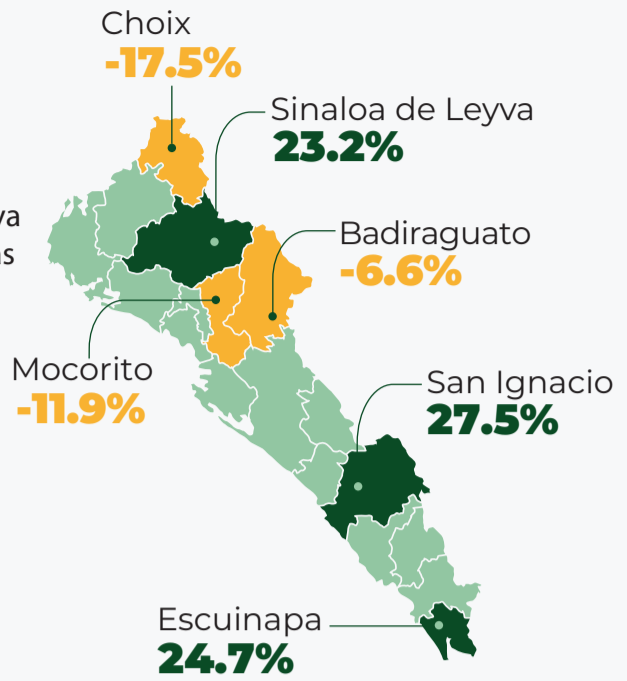 Choix
-17.5%
Sinaloa de Leyva
23.2%
Badiraguato
-6.6%
Mocorito
-11.9%
San Ignacio
27.5%
Escuinapa
24.7%